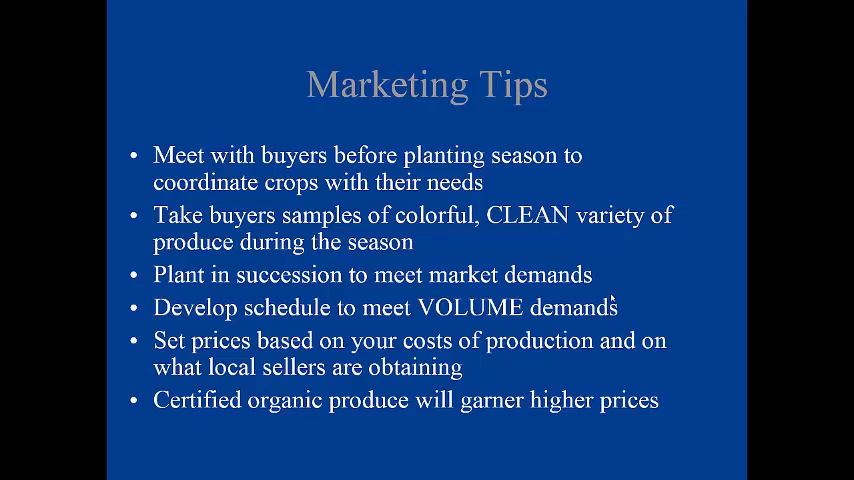 Marketing Tips
• Meet with buyers before planting season to
coordinate crops with their needs
• Take buyers samples of colorful, CLEAN variety of
produce during the season
• Plant in succession to meet market demands
• Develop schedule to meet VOLUME demands
• Set prices based on your costs of production and on
what local sellers are obtaining
• Certified organic produce will garner higher prices